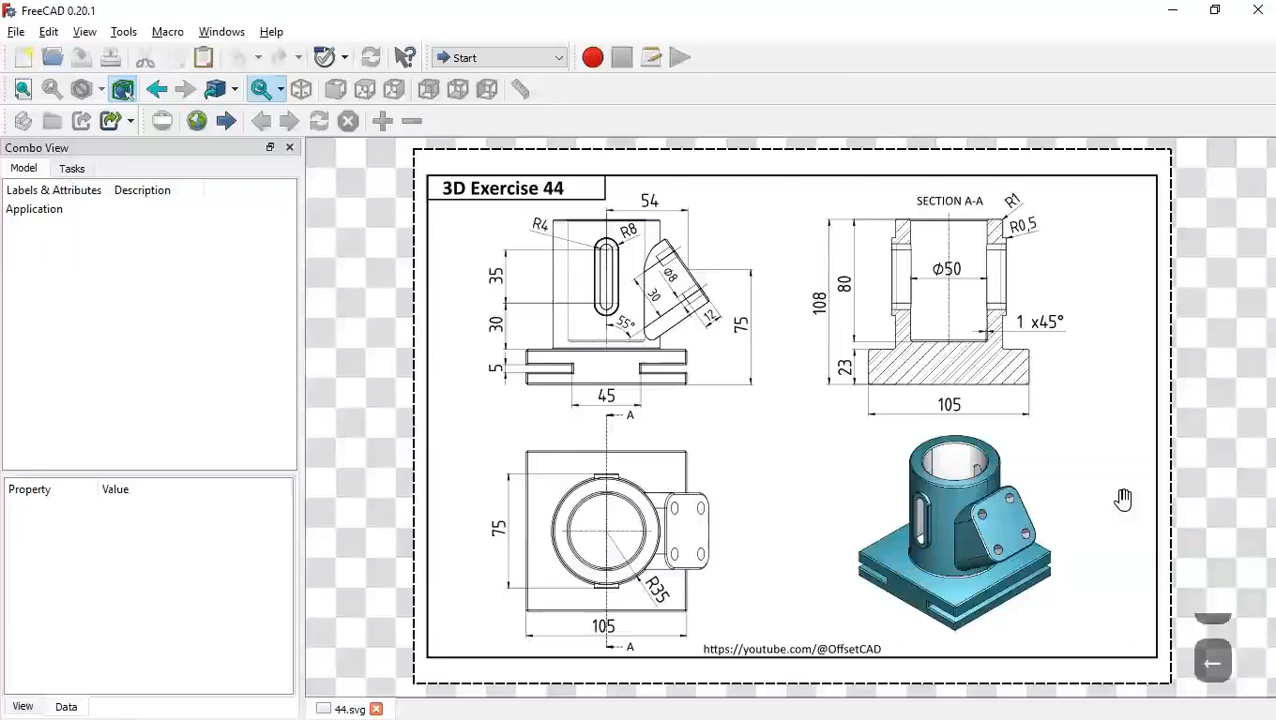 FreeCAD 0.20.1
File Edit View Tools Macro Windows Help
Start
Combo View
Model Tasks
Labels & Attributes Description
Application
Property Value
View Data
44.svg
3D Exercise 44
54
R4
R8
35
30
5
Ø8
30
55°
12
75
45
A
SECTION A-A
R1
R0,5
Ø50
108
80
23
1 x45°
105
75
R35
105
A
https://youtube.com/@OffsetCAD